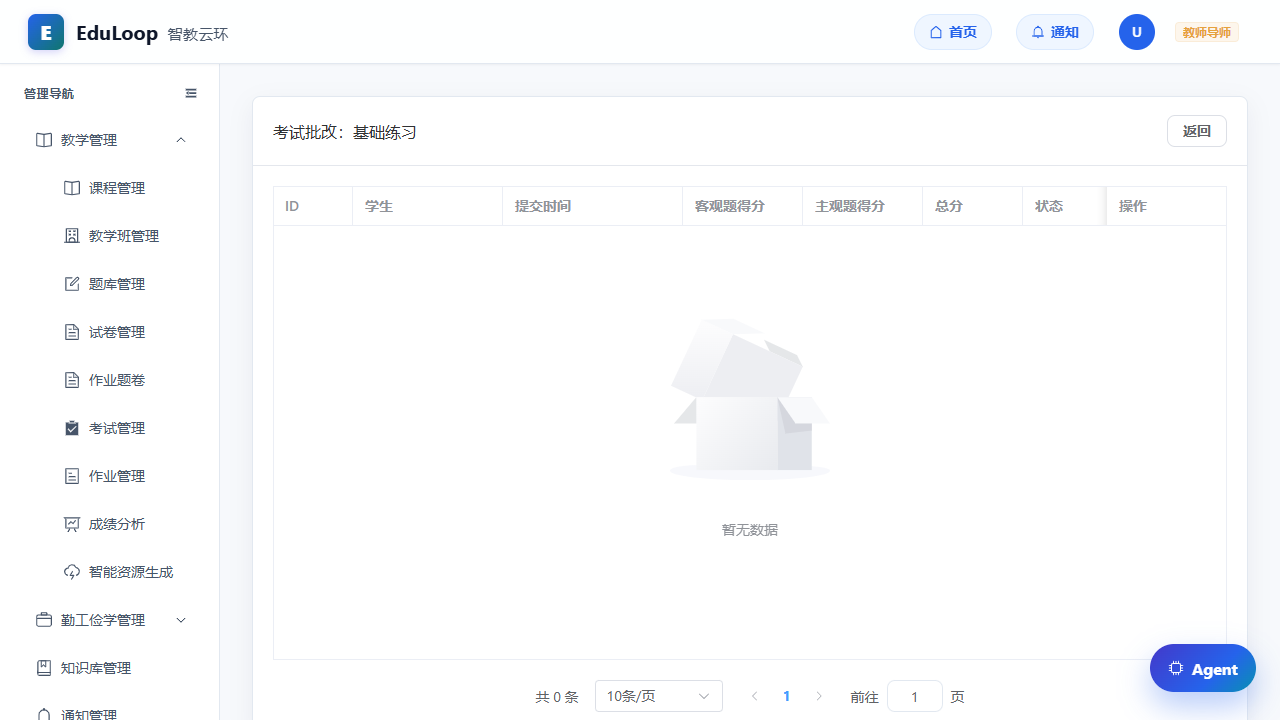 E EduLoop 智教云环 首页 通知 U 教师导师
管理导航
教学管理
课程管理
教学班管理
题库管理
试卷管理
作业题卷
考试管理
作业管理
成绩分析
智能资源生成
勤工俭学管理
知识库管理
通知管理
考试批改：基础练习 返回
ID 学生 提交时间 客观题得分 主观题得分 总分 状态 操作
暂无数据
共 0 条 10条/页 1 前往 1 页
Agent